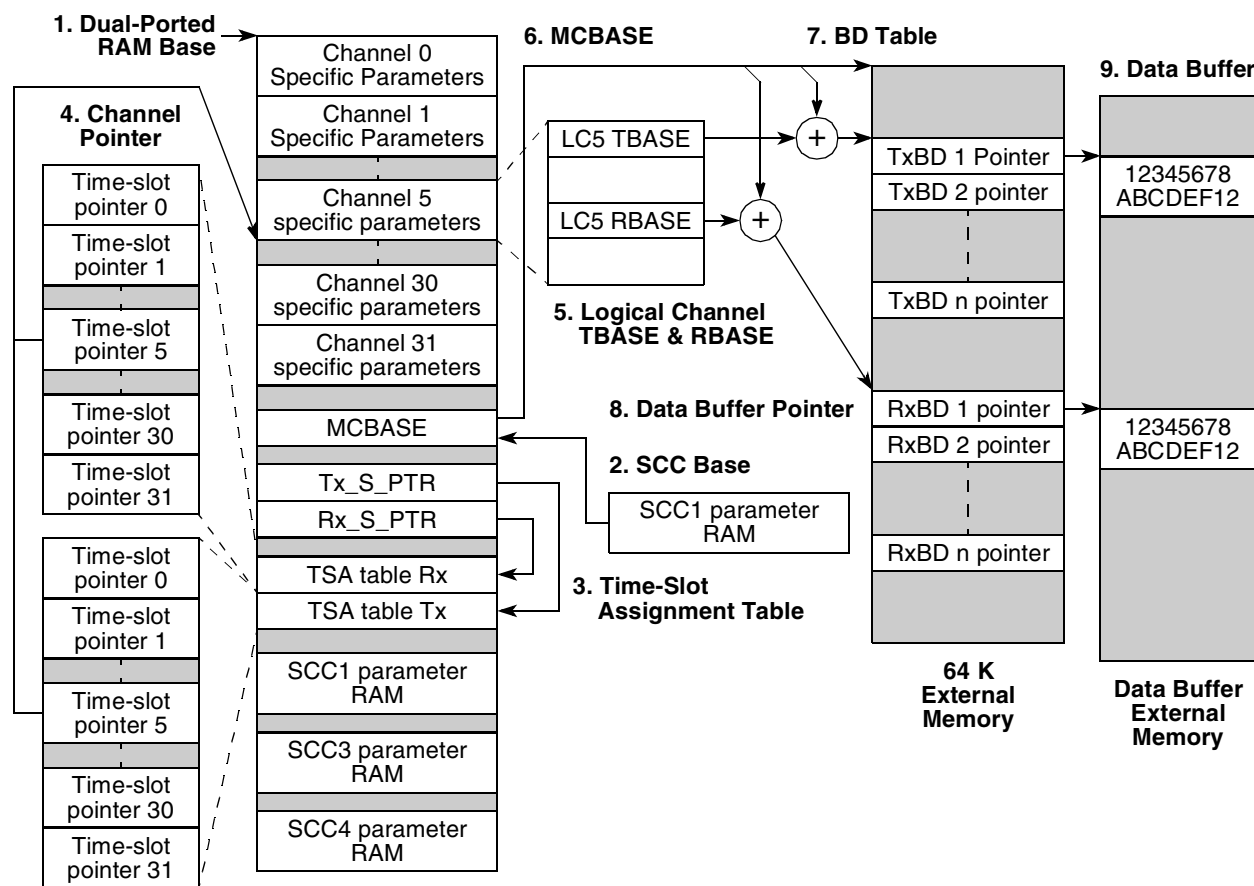 1. Dual-Ported
RAM Base
4. Channel
Pointer
Time-slot
pointer 0
Time-slot
pointer 1
Time-slot
pointer 5
Time-slot
pointer 30
Time-slot
pointer 31
Time-slot
pointer 0
Time-slot
pointer 1
Time-slot
pointer 5
Time-slot
pointer 30
Time-slot
pointer 31
Channel 0
Specific Parameters
Channel 1
Specific Parameters
Channel 5
specific parameters
Channel 30
specific parameters
Channel 31
specific parameters
MCBASE
Tx_S_PTR
Rx_S_PTR
TSA table Rx
TSA table Tx
SCC1 parameter
RAM
SCC3 parameter
RAM
SCC4 parameter
RAM
6. MCBASE
LC5 TBASE
LC5 RBASE
+
+
5. Logical Channel
TBASE & RBASE
8. Data Buffer Pointer
2. SCC Base
SCC1 parameter
RAM
3. Time-Slot
Assignment Table
7. BD Table
TxBD 1 Pointer
TxBD 2 pointer
TxBD n pointer
RxBD 1 pointer
RxBD 2 pointer
RxBD n pointer
64 K
External
Memory
9. Data Buffer
12345678
ABCDEF12
12345678
ABCDEF12
Data Buffer
External
Memory